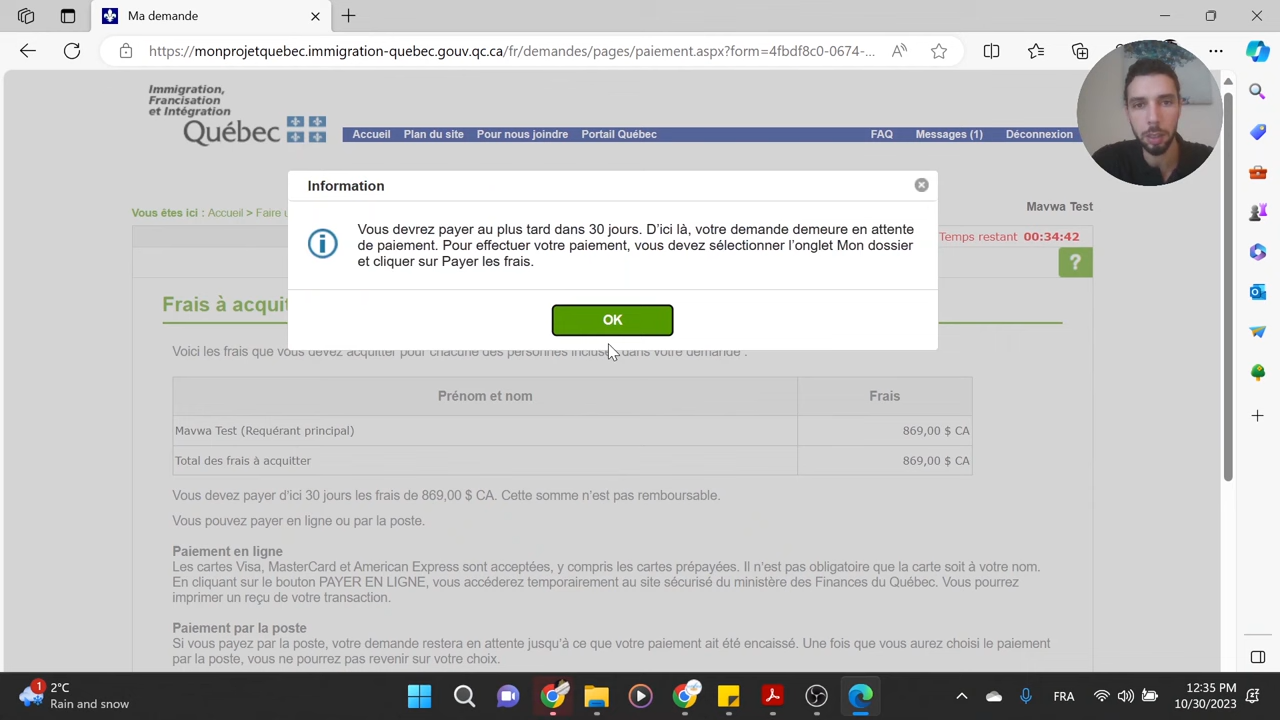 Ma demande
https://monprojetquebec.immigration-quebec.gouv.qc.ca/fr/demandes/pages/paiement.aspx?form=4fbdf8c0-0674-...
Immigration,
Francisation
et Intégration
Québec
Accueil Plan du site Pour nous joindre Portail Québec FAQ Messages (1) Déconnexion
Information
Vous êtes ici : Accueil > Faire
Mavwa Test
Vous devrez payer au plus tard dans 30 jours. D'ici là, votre demande demeure en attente
de paiement. Pour effectuer votre paiement, vous devez sélectionner l'onglet Mon dossier
et cliquer sur Payer les frais.
Temps restant 00:34:42
?
OK
Frais à acquit
Voici les frais que vous devez acquitter pour chacune des personnes incluses dans votre demande :
Prénom et nom Frais
Mavwa Test (Requérant principal) 869,00 $ CA
Total des frais à acquitter 869,00 $ CA
Vous devez payer d'ici 30 jours les frais de 869,00 $ CA. Cette somme n'est pas remboursable.
Vous pouvez payer en ligne ou par la poste.
Paiement en ligne
Les cartes Visa, MasterCard et American Express sont acceptées, y compris les cartes prépayées. Il n'est pas obligatoire que la carte soit à votre nom.
En cliquant sur le bouton PAYER EN LIGNE, vous accéderez temporairement au site sécurisé du ministère des Finances du Québec. Vous pourrez
imprimer un reçu de votre transaction.
Paiement par la poste
Si vous payez par la poste, votre demande restera en attente jusqu'à ce que votre paiement ait été encaissé. Une fois que vous aurez choisi le paiement
par la poste, vous ne pourrez pas revenir sur votre choix.
1
2°C
Rain and snow
FRA
12:35 PM
10/30/2023